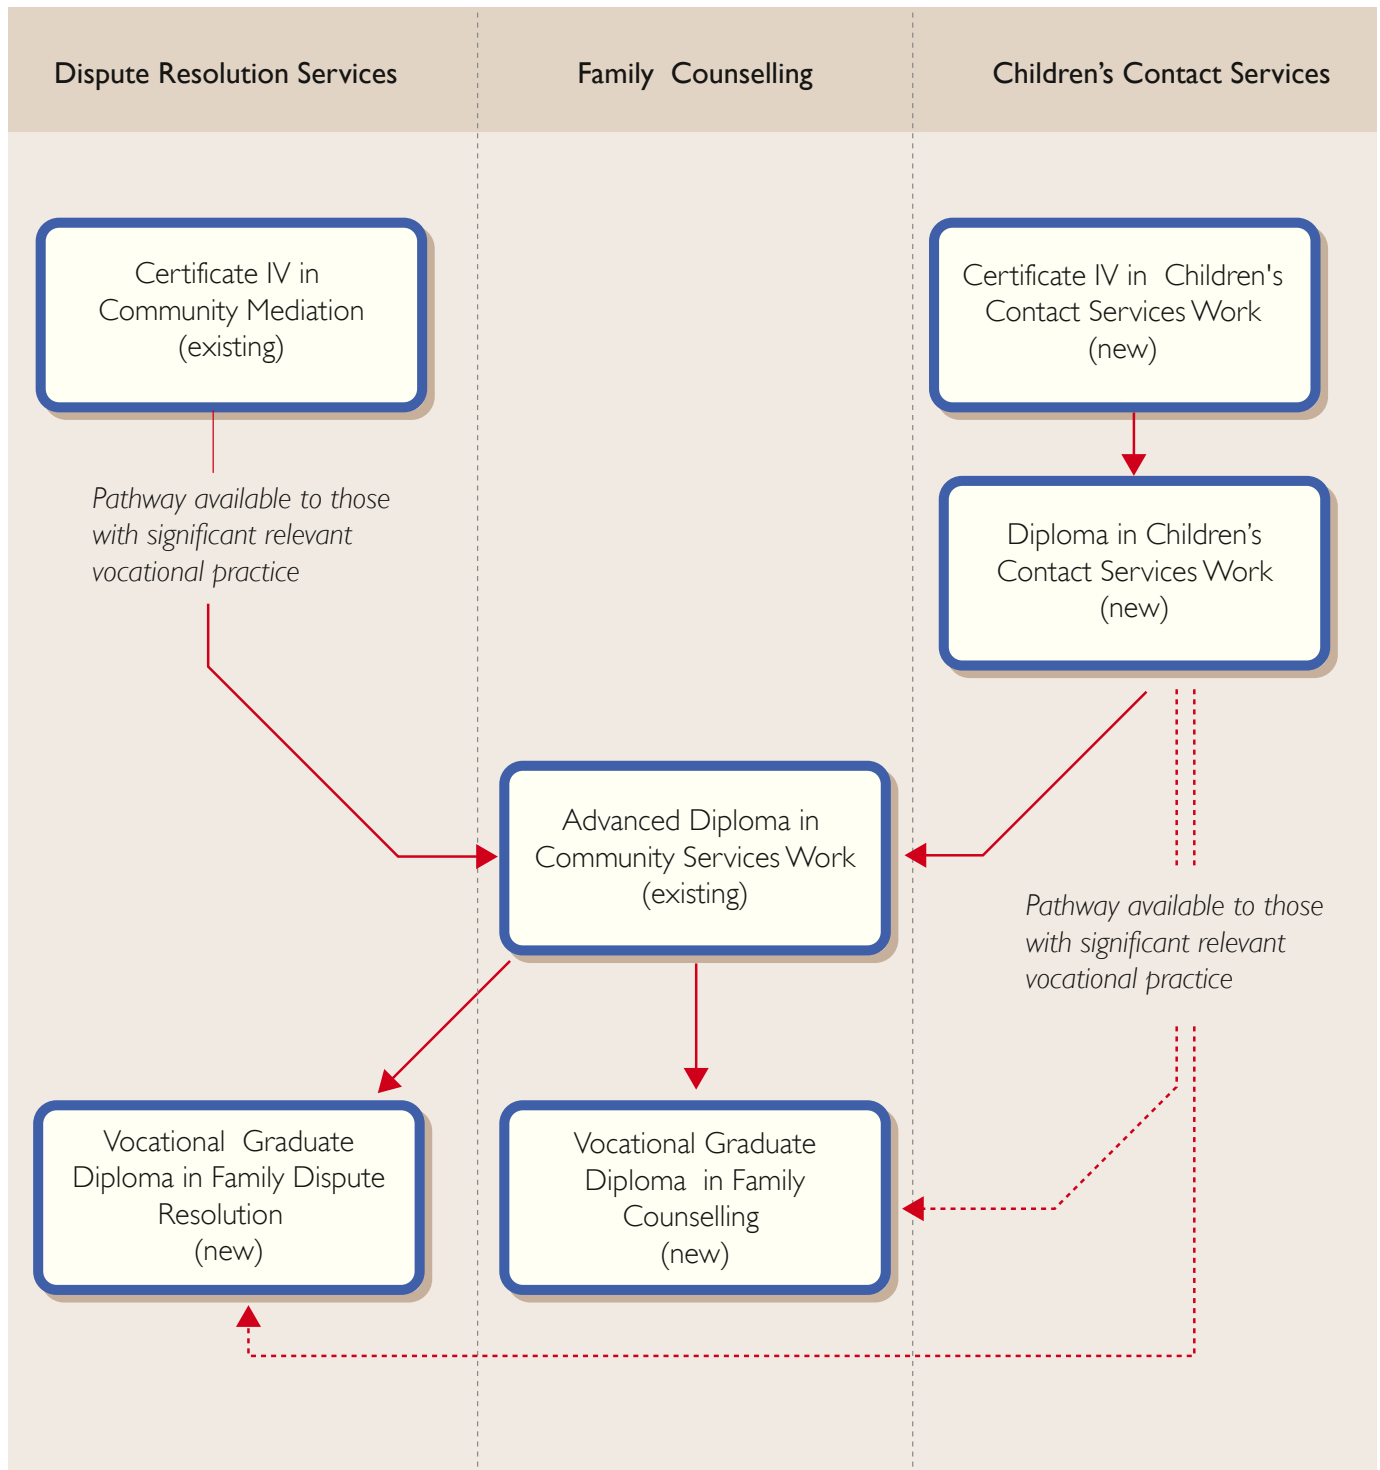 Dispute Resolution Services
Family Counselling
Children's Contact Services
Certificate IV in
Community Mediation
(existing)
Certificate IV in Children's
Contact Services Work
(new)
Pathway available to those
with significant relevant
vocational practice
Diploma in Children's
Contact Services Work
(new)
Advanced Diploma in
Community Services Work
(existing)
Pathway available to those
with significant relevant
vocational practice
Vocational Graduate
Diploma in Family Dispute
Resolution
(new)
Vocational Graduate
Diploma in Family
Counselling
(new)